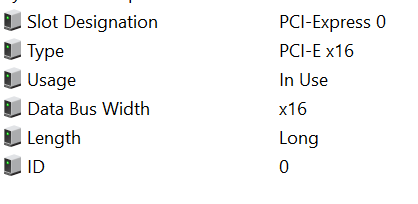 Slot Designation PCI-Express 0
Type PCI-E x16
Usage In Use
Data Bus Width x16
Length Long
ID 0